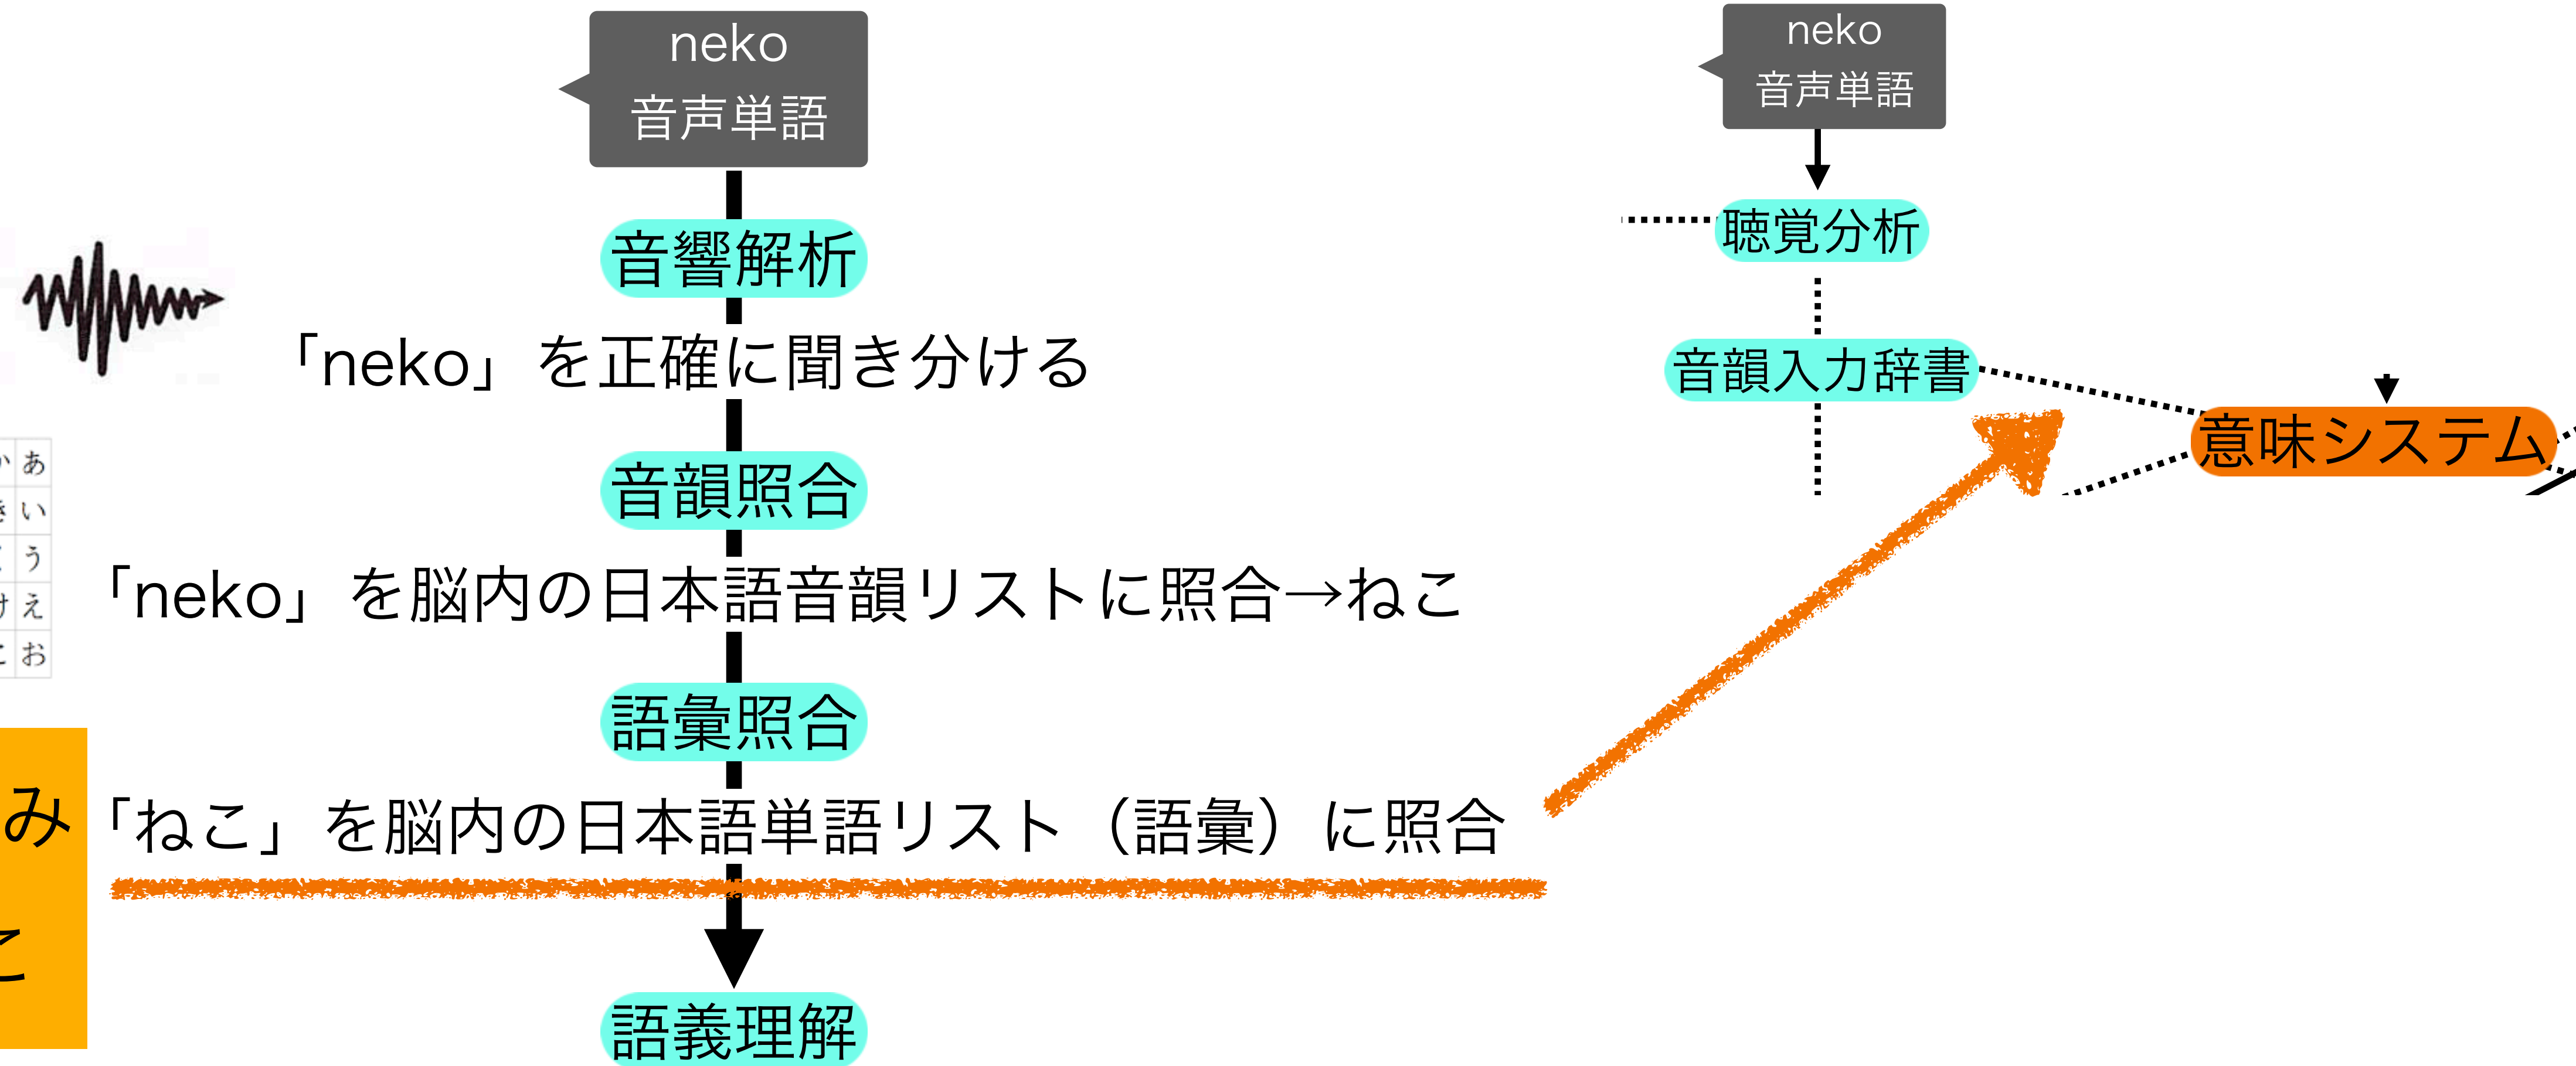 neko
音声単語
音響解析
「neko」を正確に聞き分ける
音韻照合
「neko」を脳内の日本語音韻リストに照合→ねこ
語彙照合
「ねこ」を脳内の日本語単語リスト（語彙）に照合
語義理解
あ
い
う
え
お
み
こ
neko
音声単語
聴覚分析
音韻入力辞書
意味システム